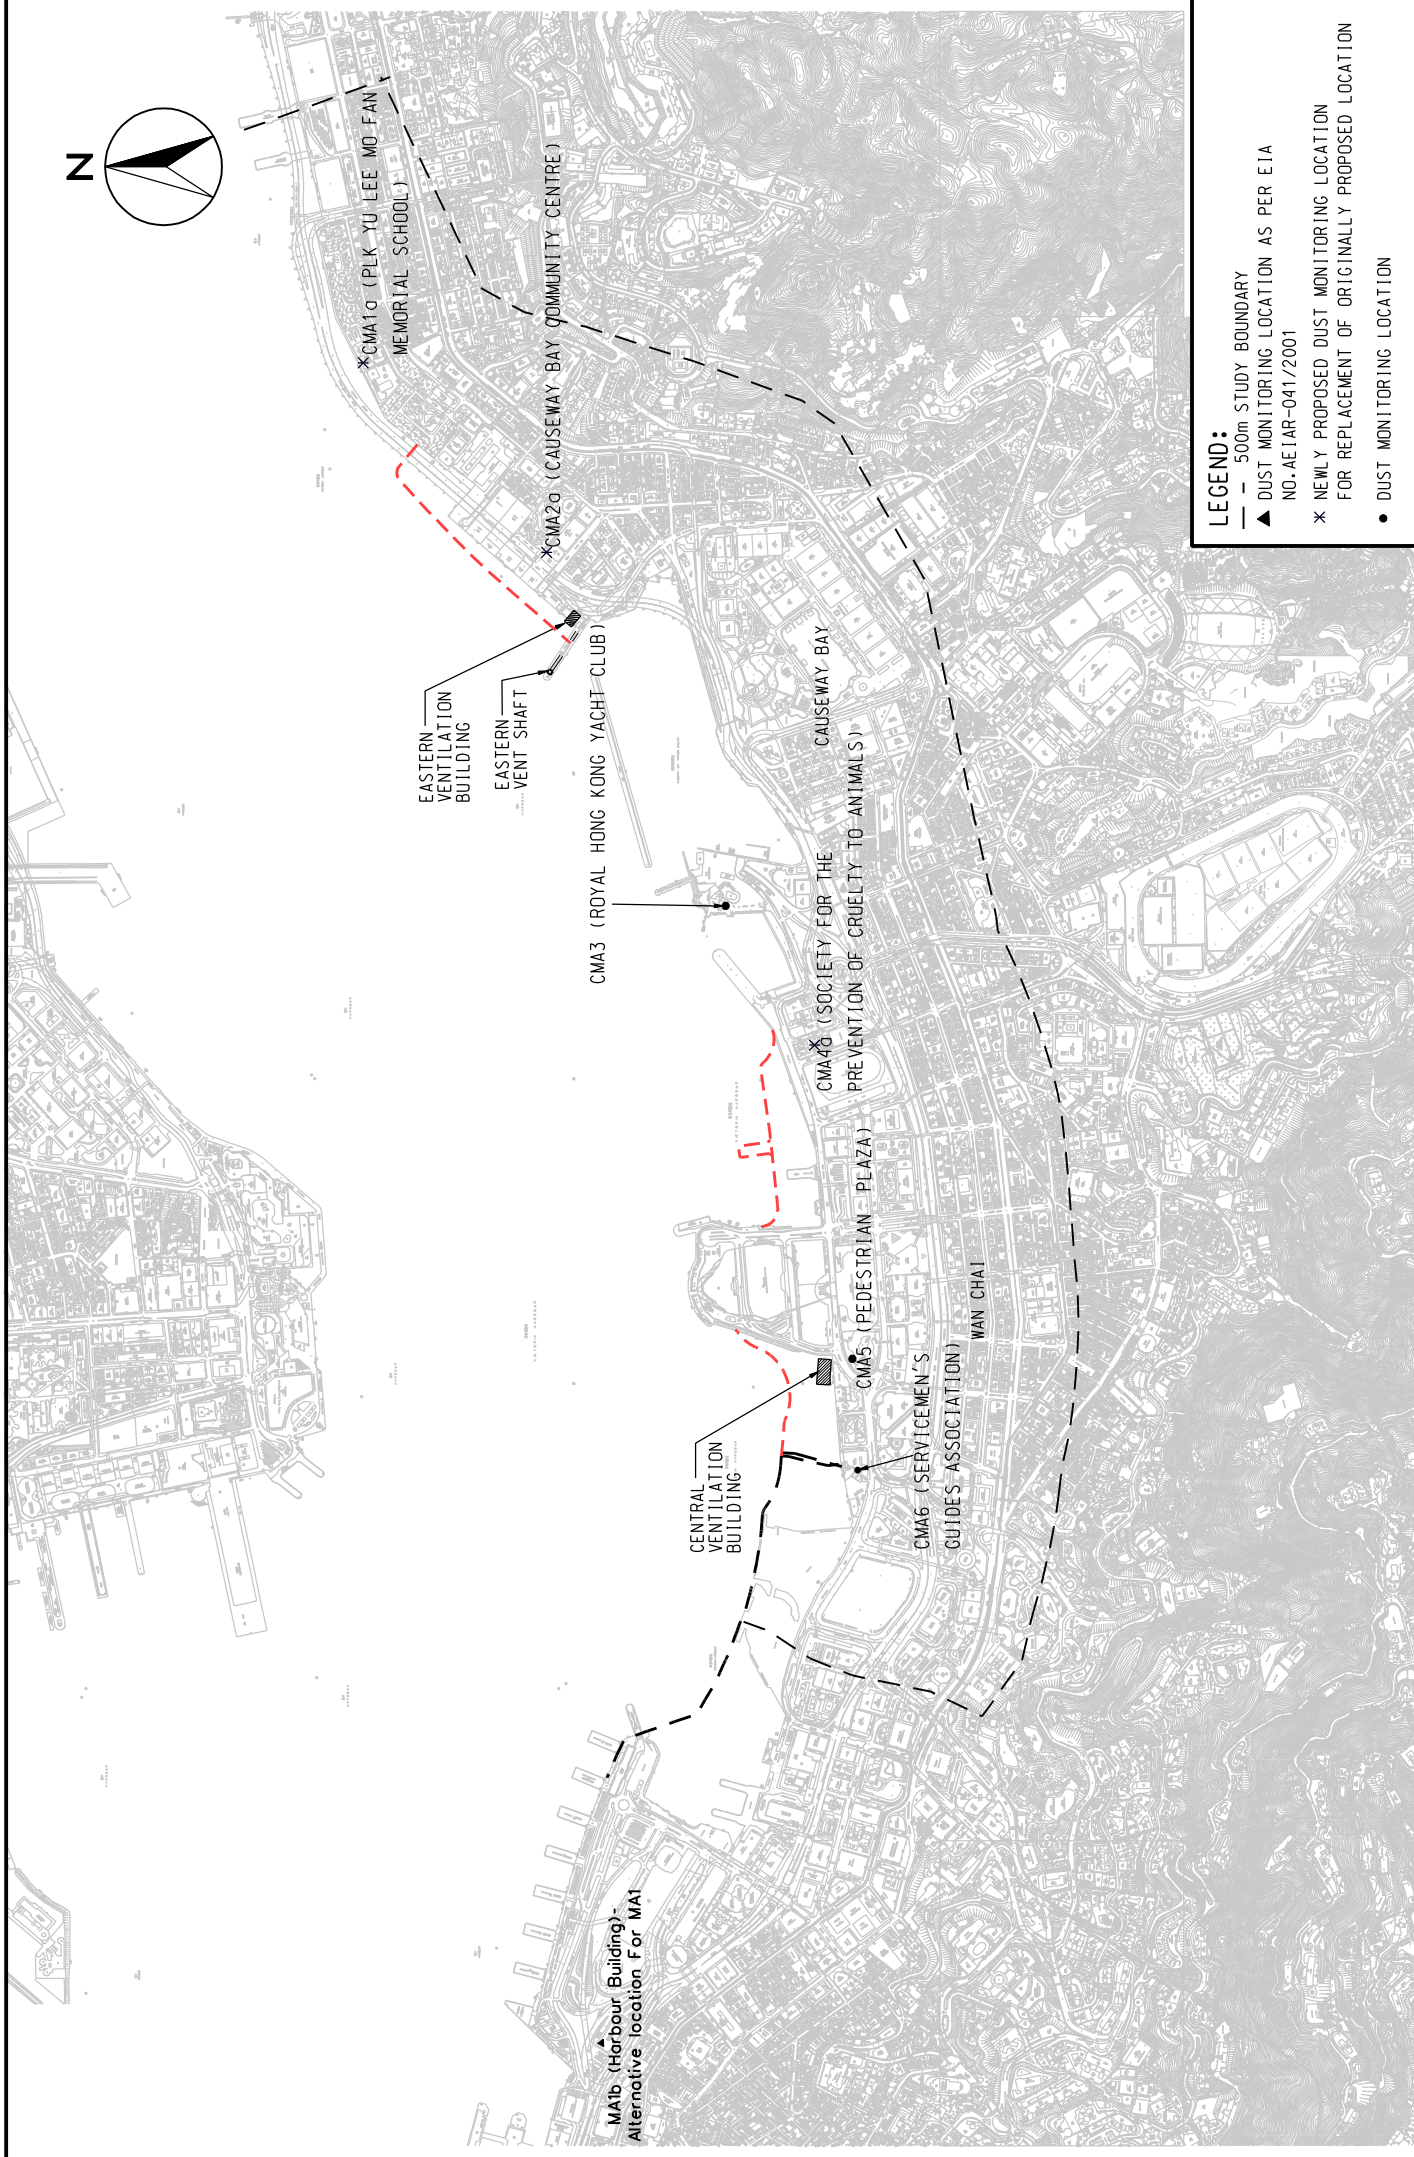 N
CMA1a (PLK YU LEE MO FAN
MEMORIAL SCHOOL)
CMA2a (CAUSEWAY BAY COMMUNITY CENTRE)
EASTERN
VENTILATION
BUILDING
EASTERN
VENT SHAFT
CMA3 (ROYAL HONG KONG YACHT CLUB)
CAUSEWAY BAY
CMA4a (SOCIETY FOR THE
PREVENTION OF CRUELTY TO ANIMALS)
CMA5 (PEDESTRIAN PLAZA)
WAN CHAI
CENTRAL
VENTILATION
BUILDING
CMA6 (SERVICEMEN'S
GUIDES ASSOCIATION)
MA1b (Harbour Building)-
Alternative location For MA1
LEGEND:
500m STUDY BOUNDARY
DUST MONITORING LOCATION AS PER EIA
NO.AEIAR-041/2001
NEWLY PROPOSED DUST MONITORING LOCATION
FOR REPLACEMENT OF ORIGINALLY PROPOSED LOCATION
DUST MONITORING LOCATION